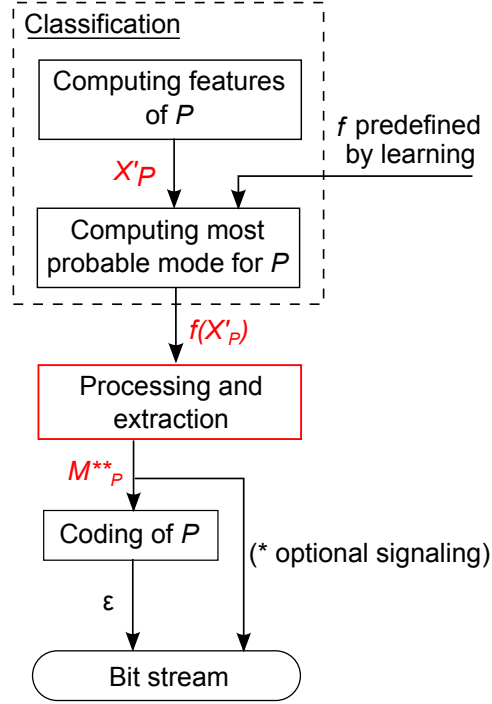 Classification
Computing features
of P
f predefined
by learning
X'P
Computing most
probable mode for P
f(X'P)
Processing and
extraction
M**P
Coding of P
(* optional signaling)
ε
Bit stream